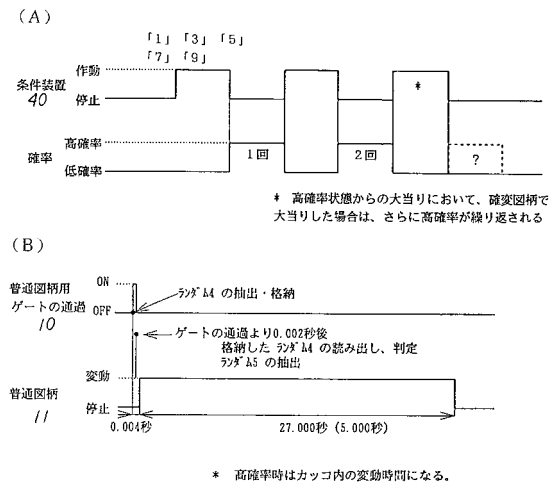 (A)
「1」「3」「5」
「7」「9」
作動
条件装置
40
停止
*
高確率
確率
1回
2回
?
低確率
* 高確率状態からの大当りにおいて、確変図柄で
大当りした場合は、さらに高確率が繰り返される
(B)
ON
普通図柄用
ゲートの通過
10
OFF
ランダム4 の抽出・格納
ゲートの通過より0.002秒後
格納した ランダム4 の読み出し、判定
ランダム5 の抽出
変動
普通図柄
11
停止
0.004秒
27.000秒 (5.000秒)
* 高確率時はカッコ内の変動時間になる。